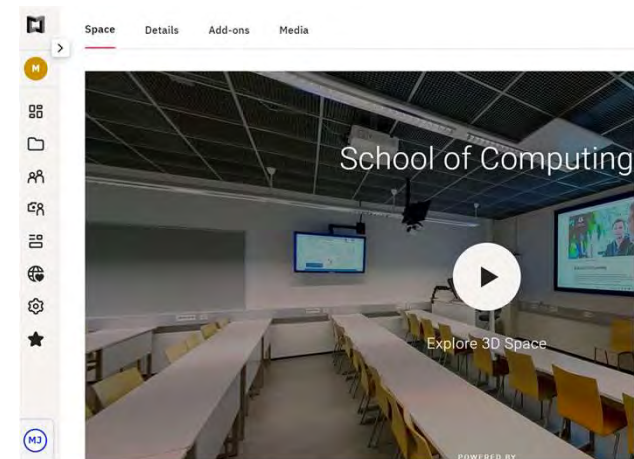 Space Details Add-ons Media
M
School of Computing
Explore 3D Space
POWERED BY
MJ